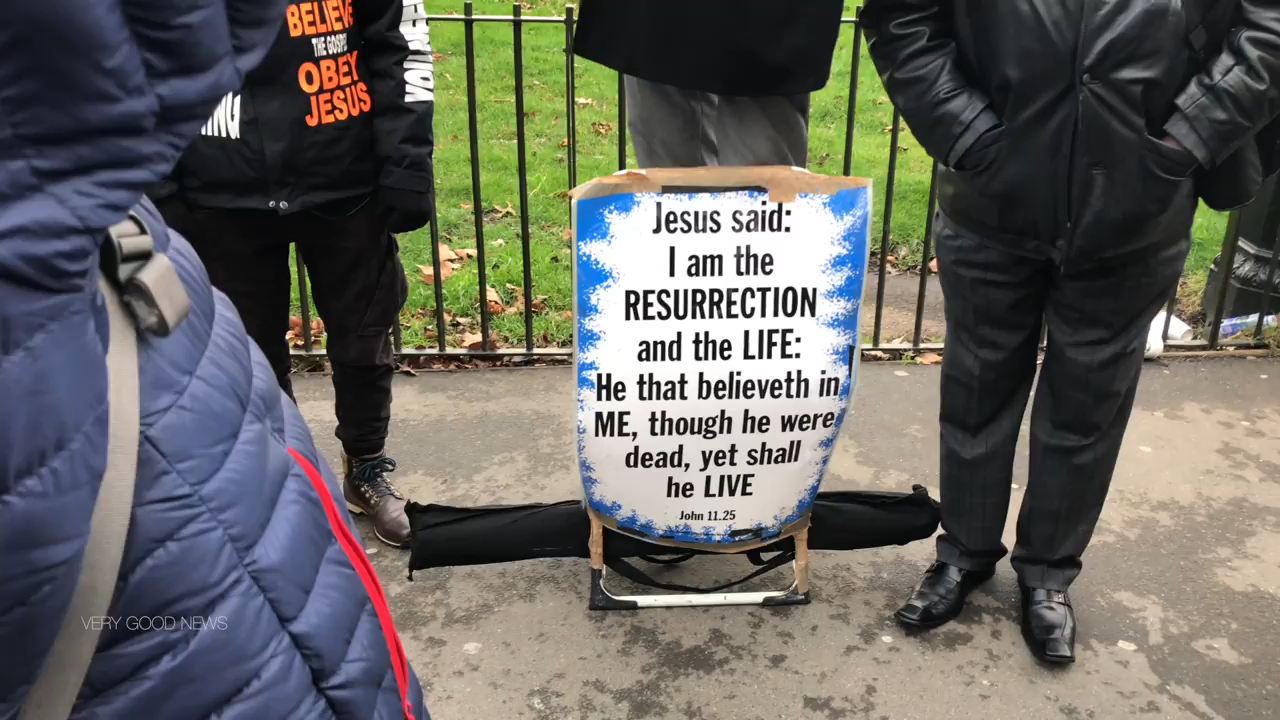 BELIEVE
THE GOSPEL
OBEY
JESUS
Jesus said:
I am the
RESURRECTION
and the LIFE:
He that believeth in
ME, though he were
dead, yet shall
he LIVE
John 11.25
VERY GOOD NEWS